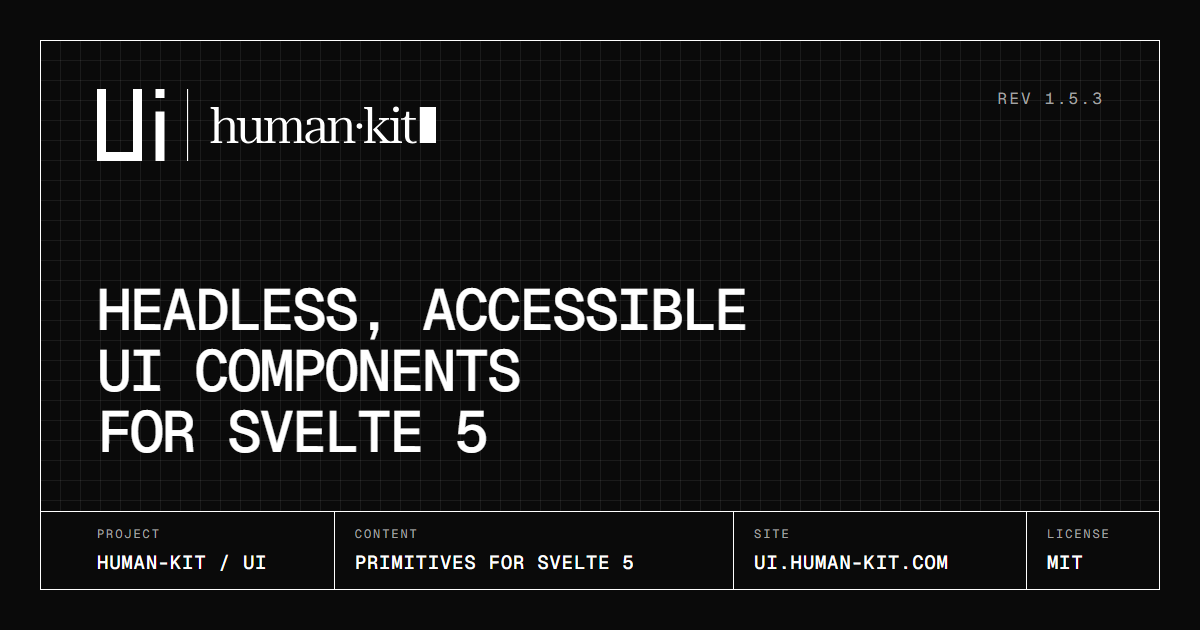 Ui human·kit
REV 1.5.3
HEADLESS, ACCESSIBLE
UI COMPONENTS
FOR SVELTE 5
PROJECT
HUMAN-KIT / UI
CONTENT
PRIMITIVES FOR SVELTE 5
SITE
UI.HUMAN-KIT.COM
LICENSE
MIT